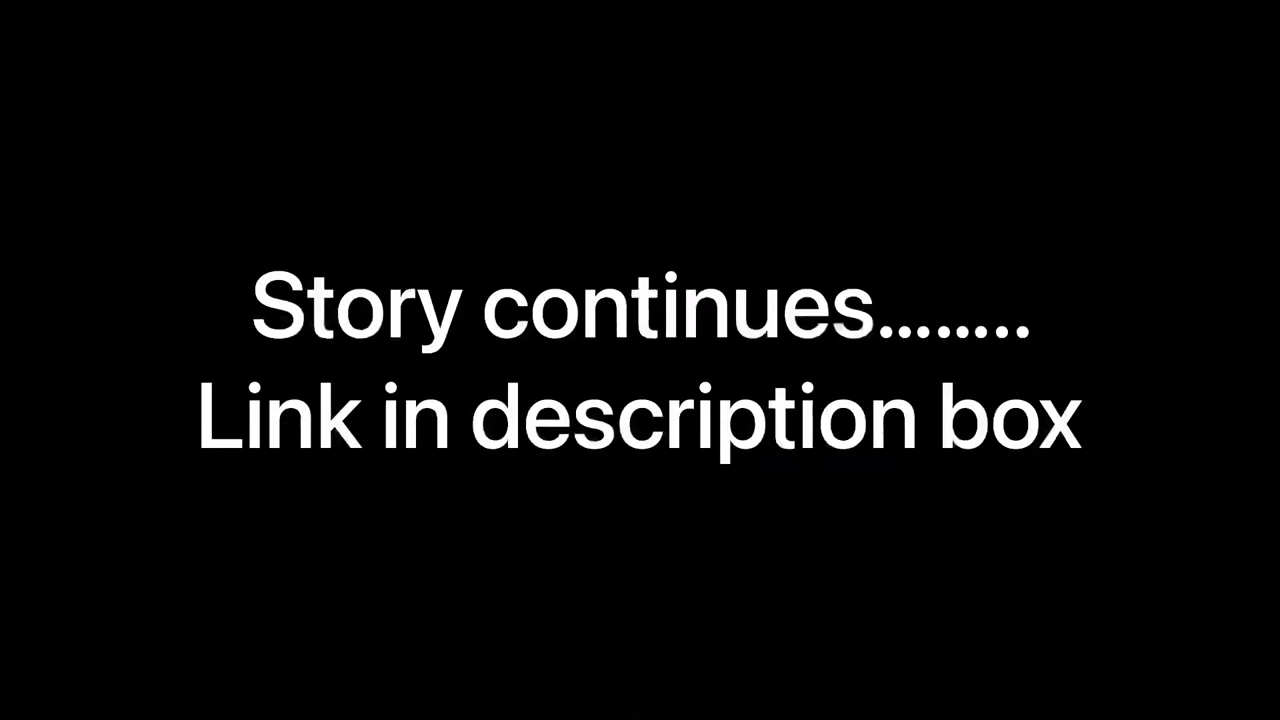 Story continues........
Link in description box